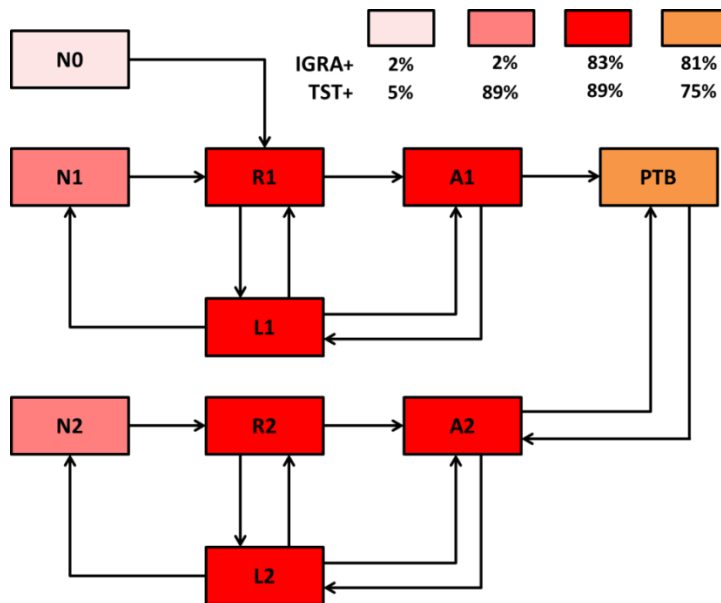 N0
IGRA+ 2% 2% 83% 81%
TST+ 5% 89% 89% 75%
N1 R1 A1 PTB
L1
N2 R2 A2
L2